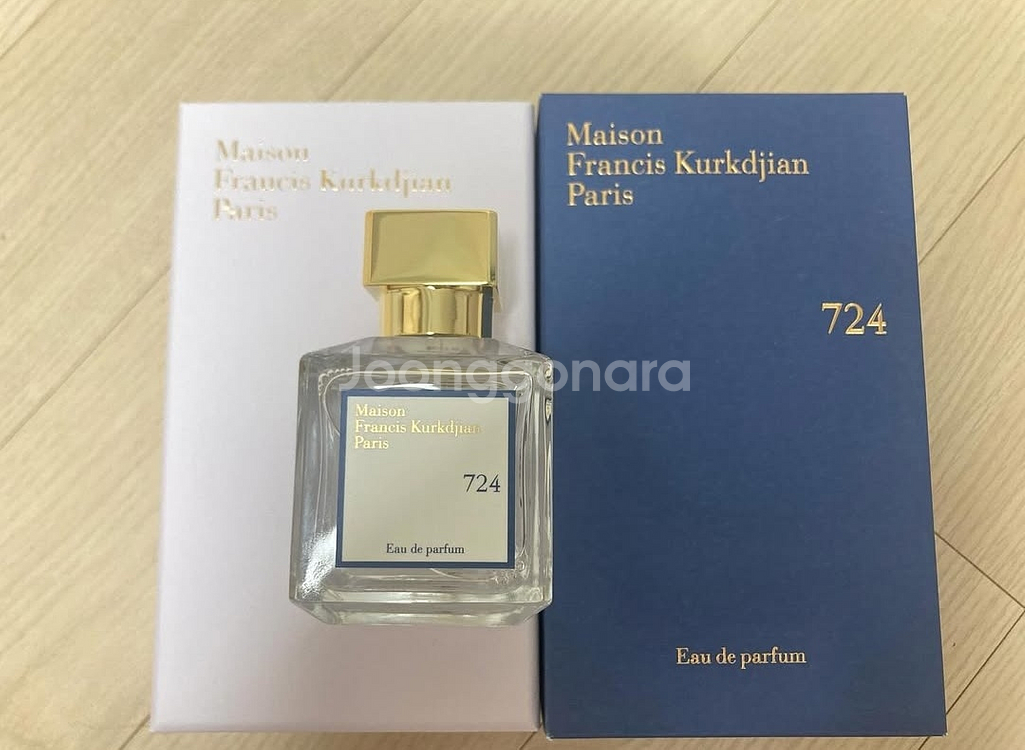 Maison
Francis Kurkdjian
Paris
Maison
Francis Kurkdjian
Paris
724
Eau de parfum
Joonggonara
Maison
Francis Kurkdjian
Paris
724
Eau de parfum